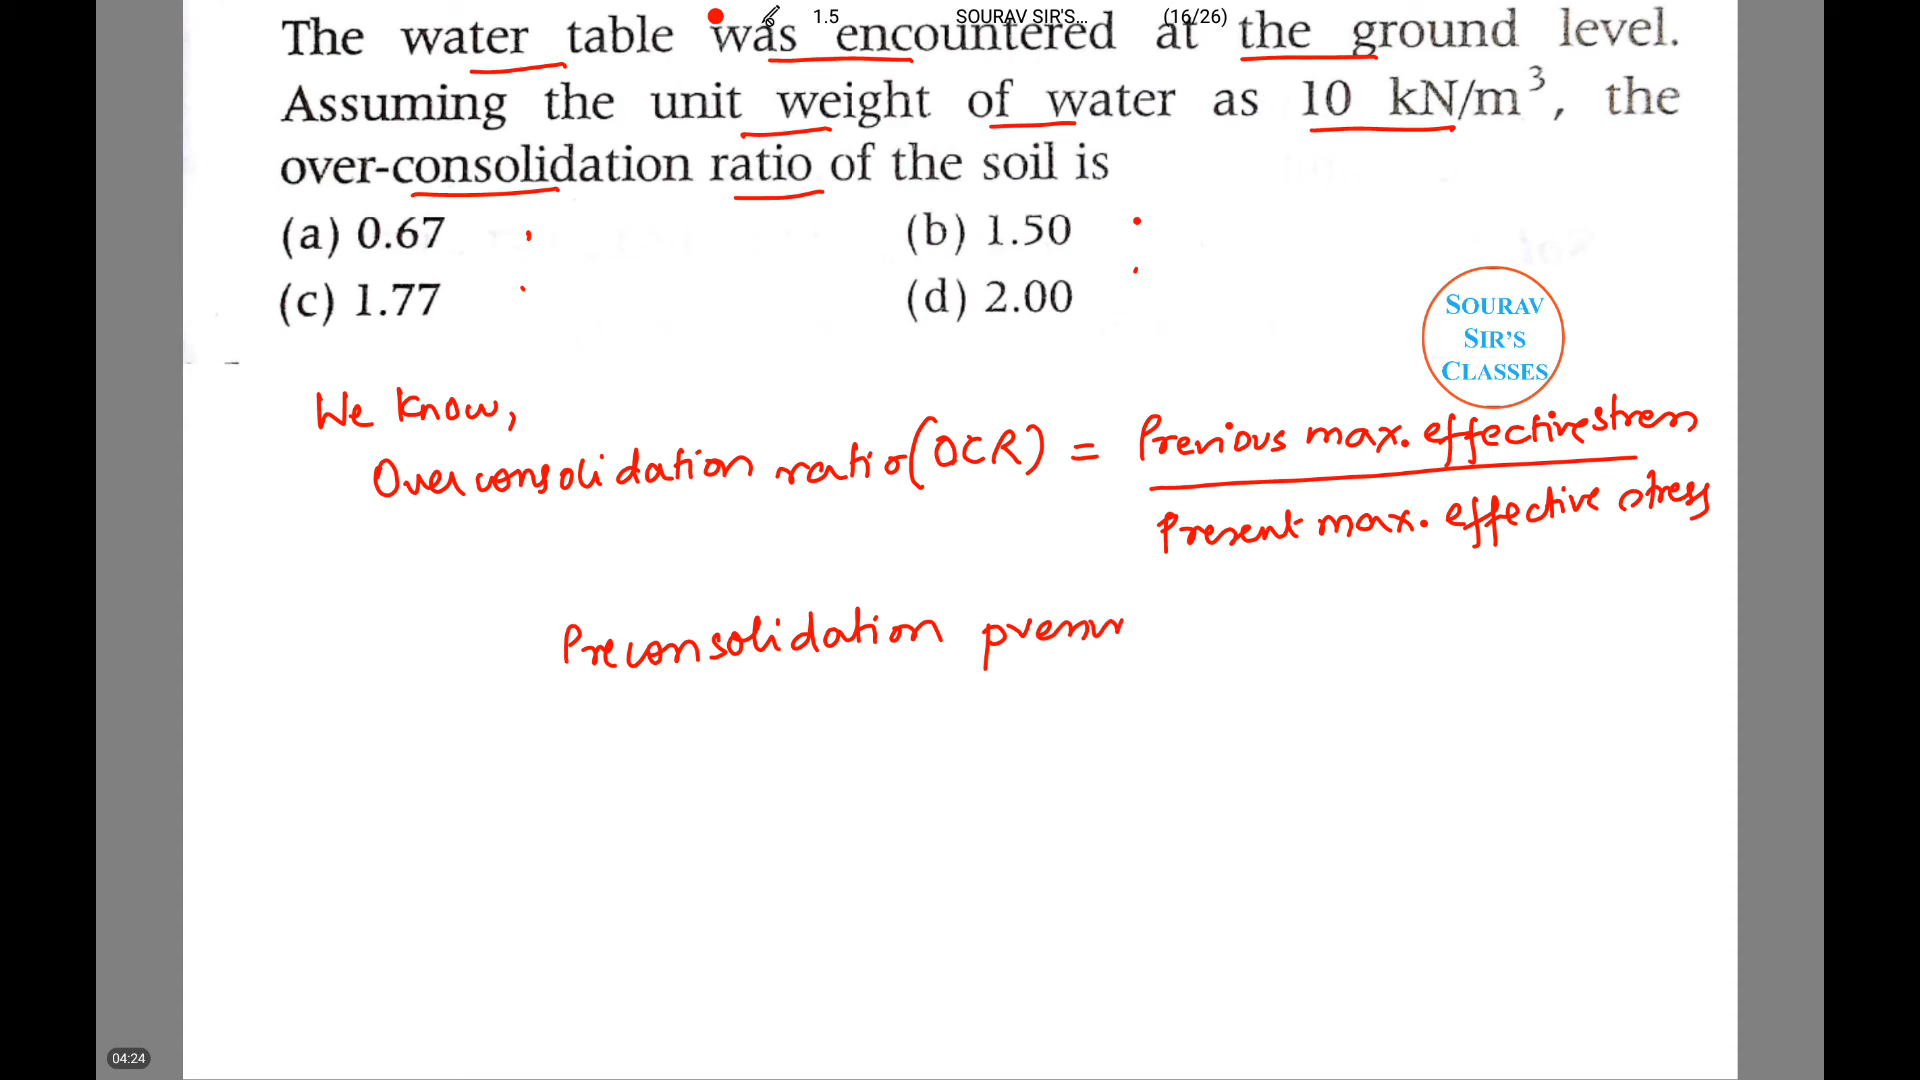 1.5 SOURAV SIR'S... (16/26)
The water table was encountered at the ground level.
Assuming the unit weight of water as 10 kN/m³, the
over-consolidation ratio of the soil is
(a) 0.67 (b) 1.50
(c) 1.77 (d) 2.00
SOURAV
SIR'S
CLASSES
We know,
Overconsolidation ratio (OCR) = Previous max. effective stress
Present max. effective stress
Preconsolidation
04:24